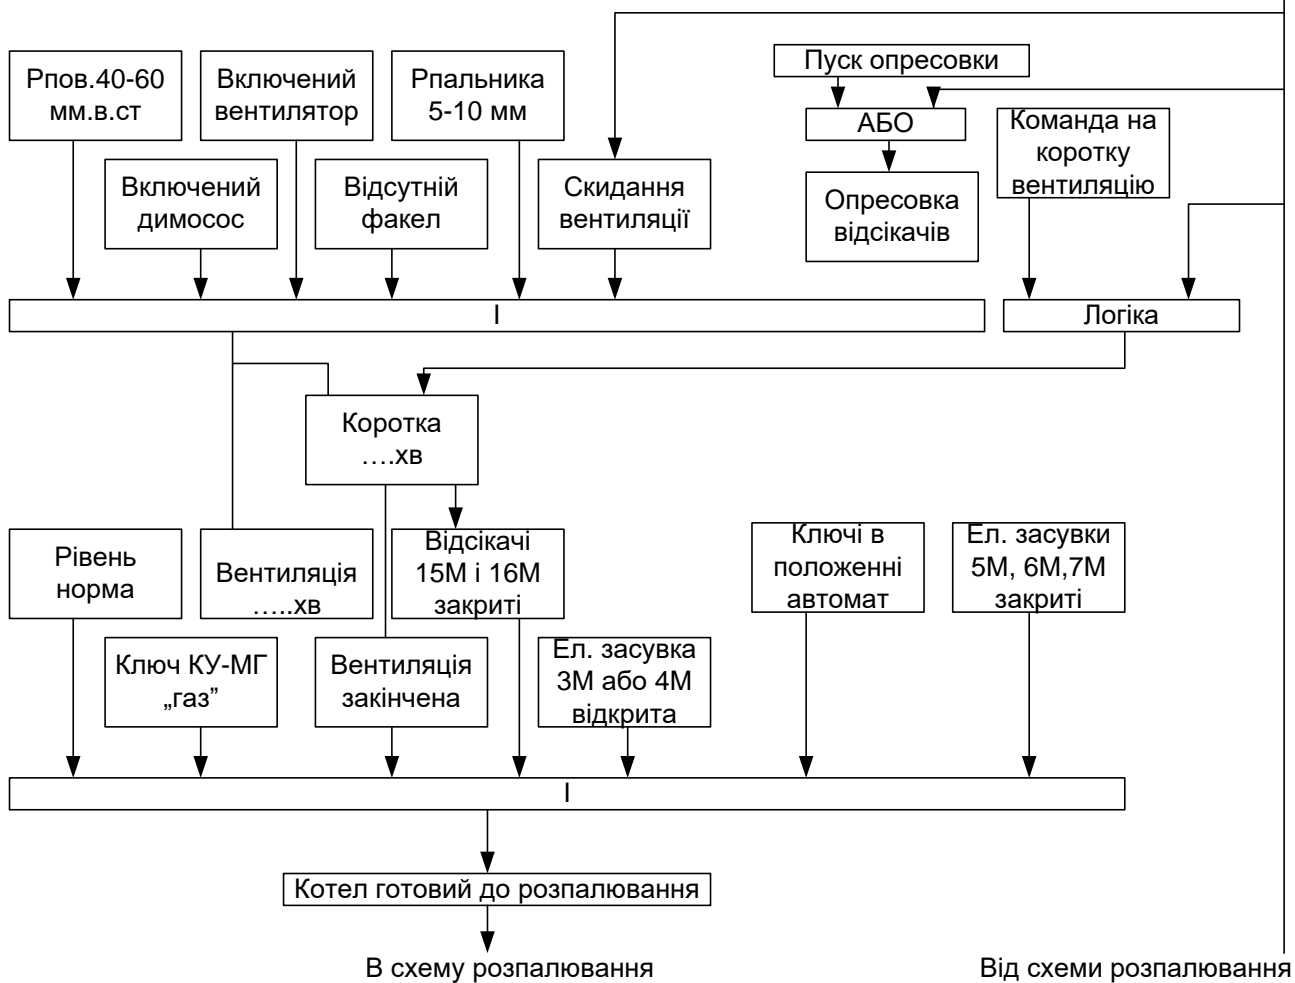 Пуск опресовки
Рпов.40-60
мм.в.ст
Включений
вентилятор
Рпальника
5-10 мм
АБО
Команда на
коротку
вентиляцію
Включений
димосос
Відсутній
факел
Скидання
вентиляції
Опресовка
відсікачів
І
Логіка
Коротка
….хв
Рівень
норма
Вентиляція
…..хв
Відсікачі
15М і 16М
закриті
Ключі в
положенні
автомат
Ел. засувки
5М, 6М,7М
закриті
Ключ КУ-МГ
„газ”
Вентиляція
закінчена
Ел. засувка
3М або 4М
відкрита
І
Котел готовий до розпалювання
В схему розпалювання
Від схеми розпалювання